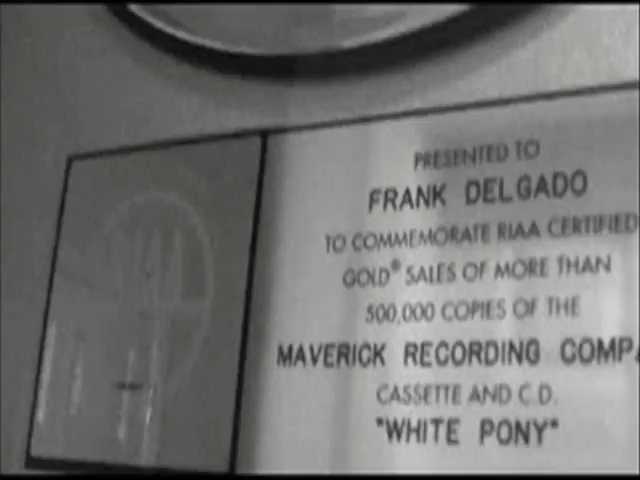 PRESENTED TO
FRANK DELGADO
TO COMMEMORATE RIAA CERTIFIED
GOLD® SALES OF MORE THAN
500,000 COPIES OF THE
MAVERICK RECORDING COMPA
CASSETTE AND C.D.
"WHITE PONY"